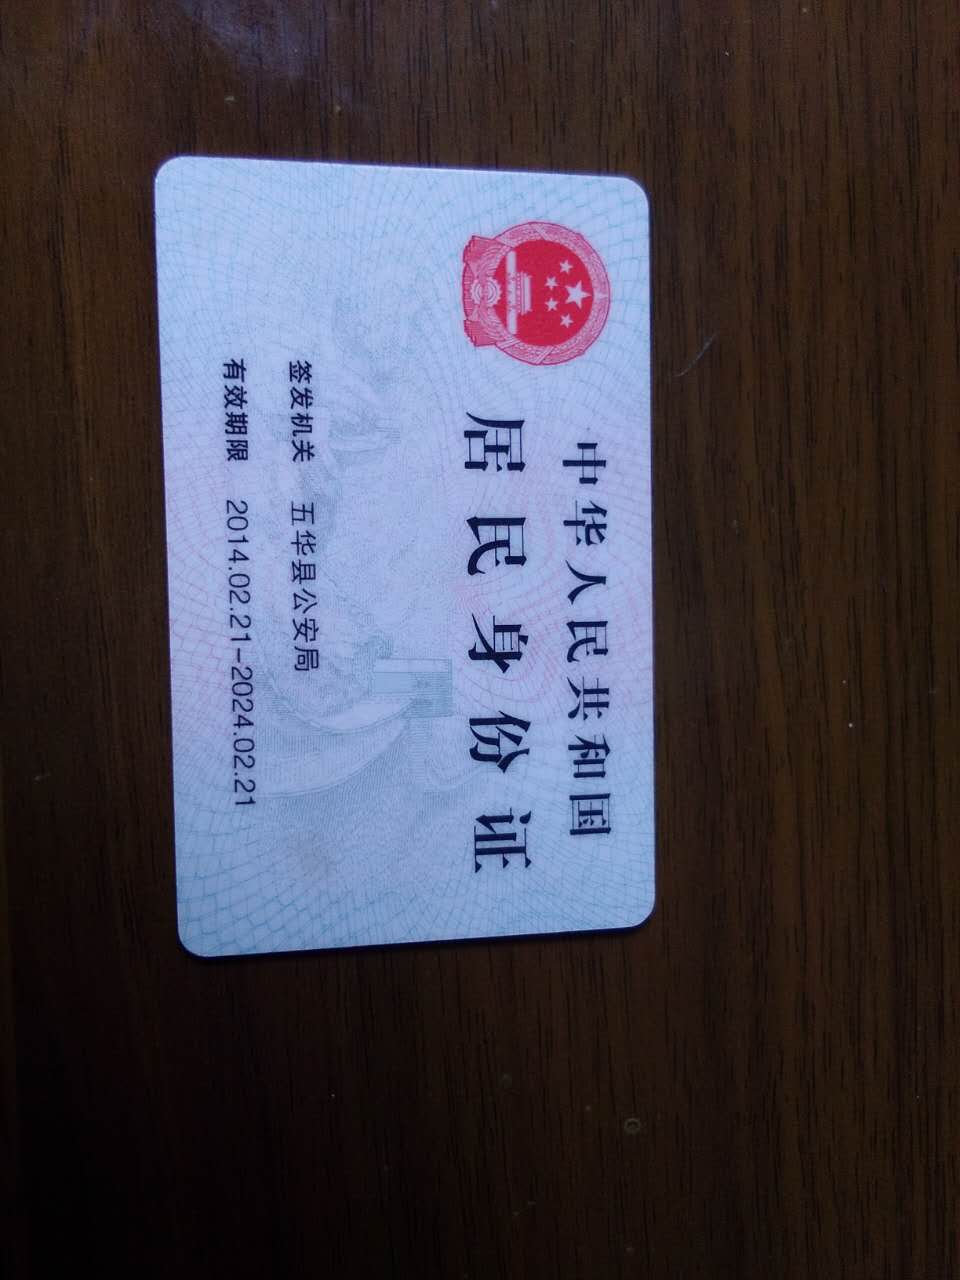 中华人民共和国
居民身份证
签发机关 五华县公安局
有效期限 2014.02.21-2024.02.21